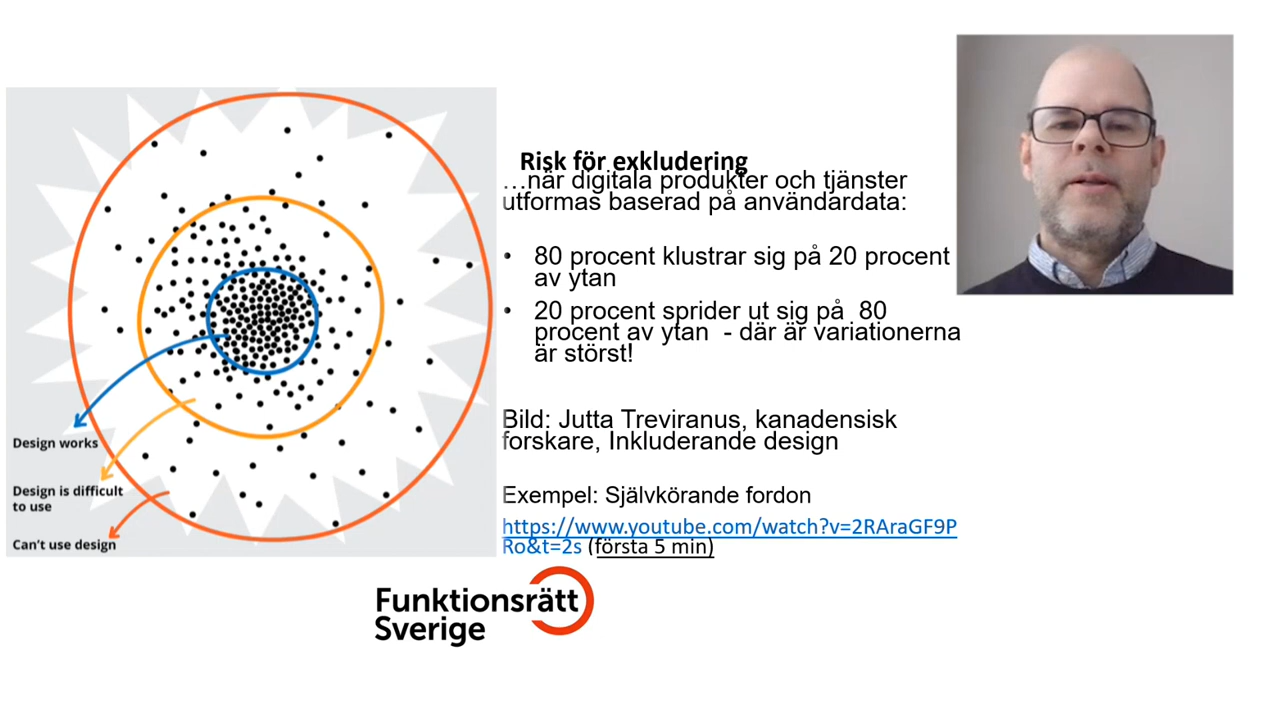 Risk för exkludering
…när digitala produkter och tjänster
utformas baserad på användardata:
• 80 procent klustrar sig på 20 procent
av ytan
• 20 procent sprider ut sig på  80
procent av ytan  - där är variationerna
är störst!
Bild: Jutta Treviranus, kanadensisk
forskare, Inkluderande design
Exempel: Självkörande fordon
https://www.youtube.com/watch?v=2RAraGF9P
Ro&t=2s (första 5 min)
Design works
Design is difficult
to use
Can't use design
Funktionsrätt
Sverige